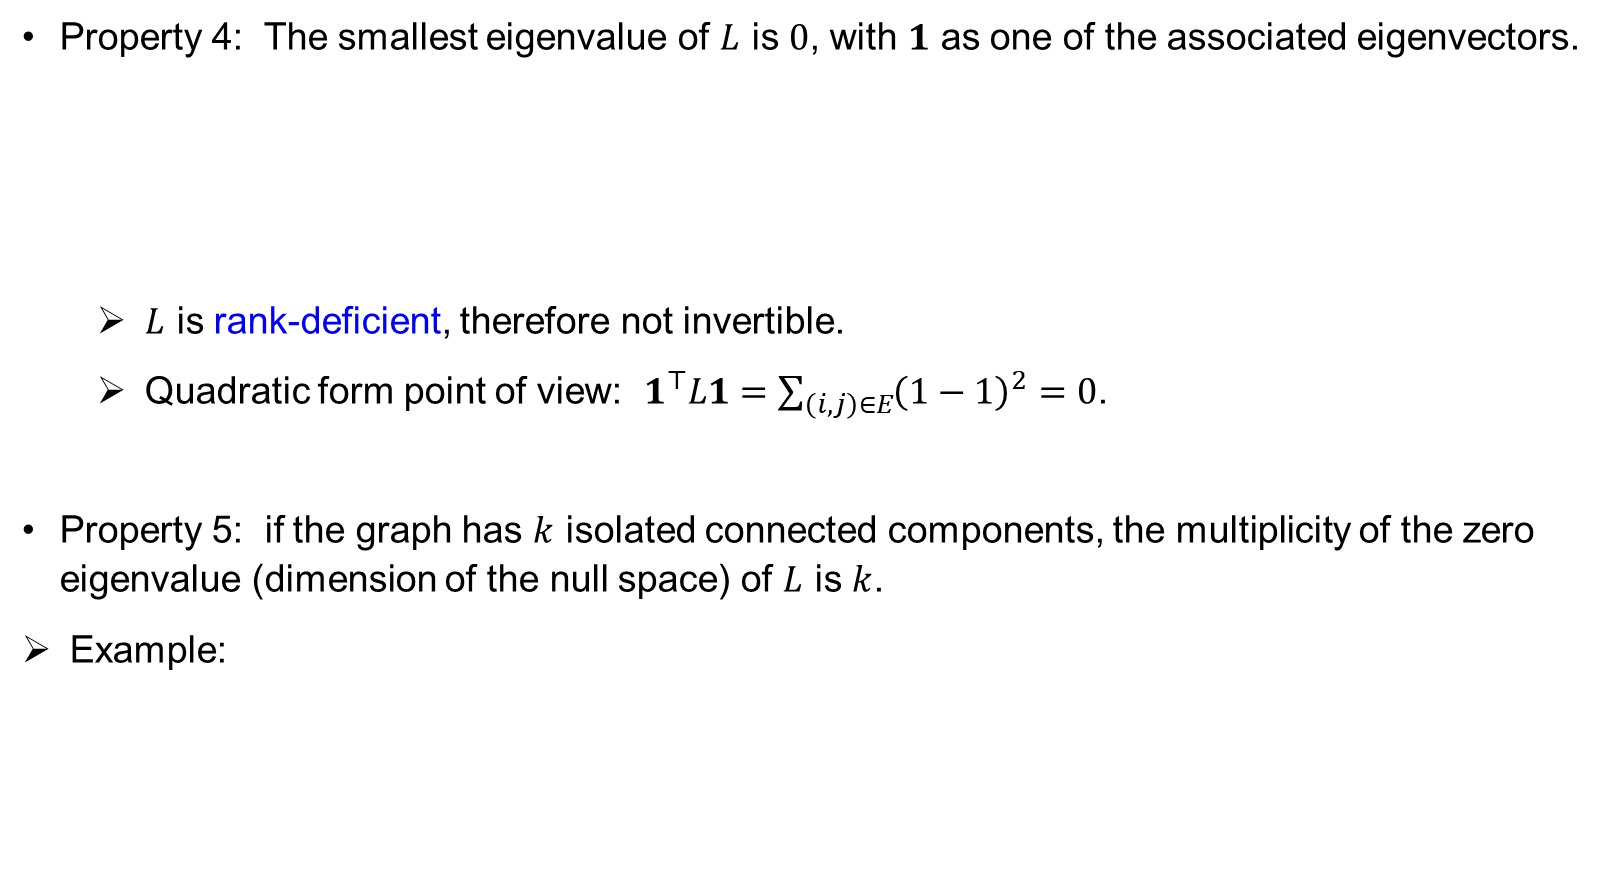 • Property 4: The smallest eigenvalue of 𝐿 is 0, with 𝟏 as one of the associated eigenvectors.
➢ 𝐿 is rank-deficient, therefore not invertible.
➢ Quadratic form point of view: 𝟏⊤𝐿𝟏 = ∑(𝑖,𝑗)∈𝐸(1 − 1)² = 0.
• Property 5: if the graph has 𝑘 isolated connected components, the multiplicity of the zero
eigenvalue (dimension of the null space) of 𝐿 is 𝑘.
➢ Example: